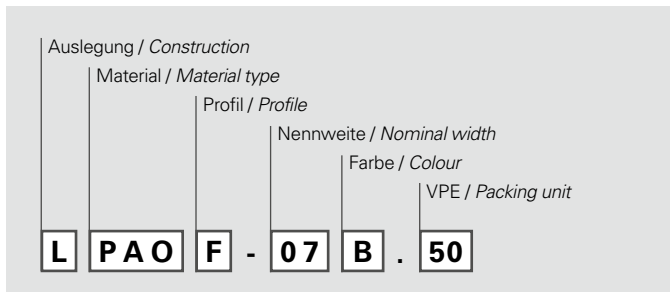 Auslegung / Construction
Material / Material type
Profil / Profile
Nennweite / Nominal width
Farbe / Colour
VPE / Packing unit
L PAO F - 07 B . 50